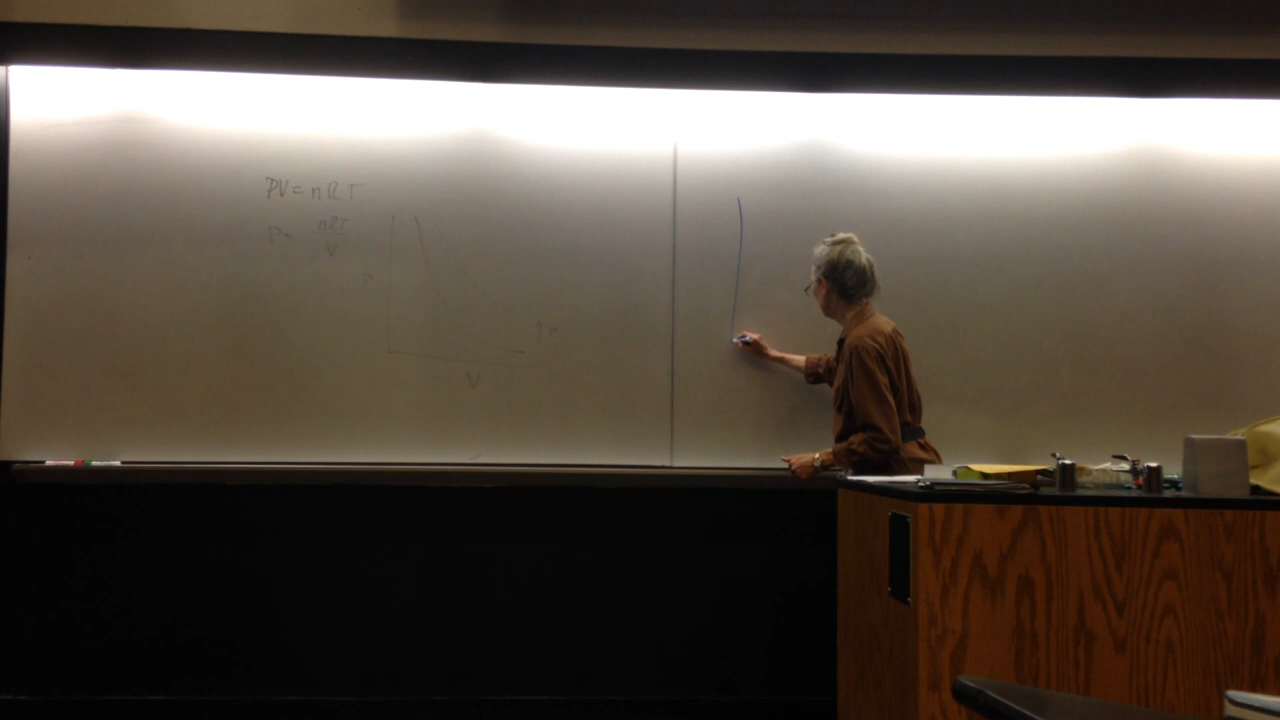 PV = nRT
P = nRT/V
P
↑T
V